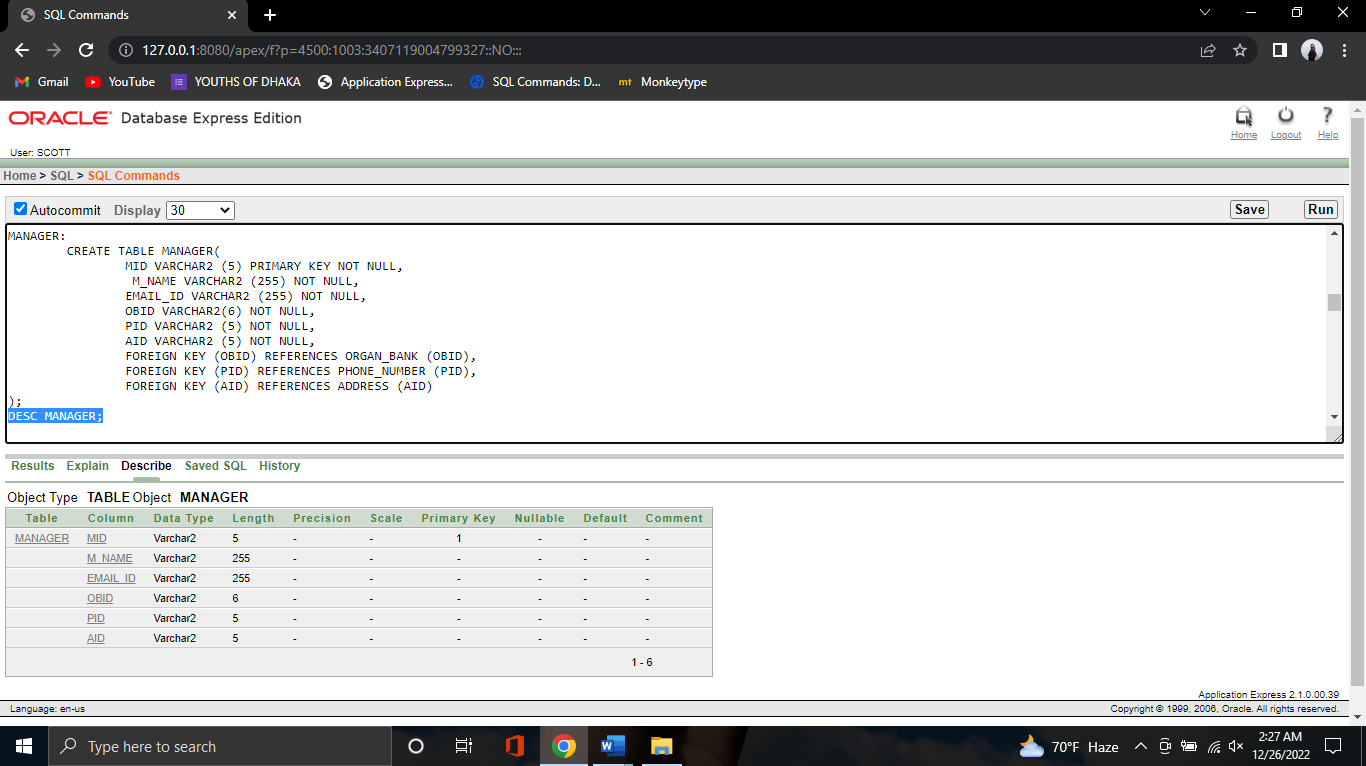 SQL Commands
127.0.0.1:8080/apex/f?p=4500:1003:3407119004799327::NO:::
Gmail YouTube YOUTHS OF DHAKA Application Express... SQL Commands: D... mt Monkeytype
ORACLE Database Express Edition
Home Logout ? Help
User: SCOTT
Home > SQL > SQL Commands
Autocommit Display 30 Save Run
MANAGER:
CREATE TABLE MANAGER(
MID VARCHAR2 (5) PRIMARY KEY NOT NULL,
M_NAME VARCHAR2 (255) NOT NULL,
EMAIL_ID VARCHAR2 (255) NOT NULL,
OBID VARCHAR2(6) NOT NULL,
PID VARCHAR2 (5) NOT NULL,
AID VARCHAR2 (5) NOT NULL,
FOREIGN KEY (OBID) REFERENCES ORGAN_BANK (OBID),
FOREIGN KEY (PID) REFERENCES PHONE_NUMBER (PID),
FOREIGN KEY (AID) REFERENCES ADDRESS (AID)
);
DESC MANAGER;
Results Explain Describe Saved SQL History
Object Type TABLE Object MANAGER
Table Column Data Type Length Precision Scale Primary Key Nullable Default Comment
MANAGER MID Varchar2 5 - - 1 - - -
M_NAME Varchar2 255 - - - - - -
EMAIL_ID Varchar2 255 - - - - - -
OBID Varchar2 6 - - - - - -
PID Varchar2 5 - - - - - -
AID Varchar2 5 - - - - - -
1 - 6
Application Express 2.1.0.00.39
Language: en-us Copyright © 1999, 2006, Oracle. All rights reserved.
Type here to search 70°F Haze 2:27 AM
12/26/2022